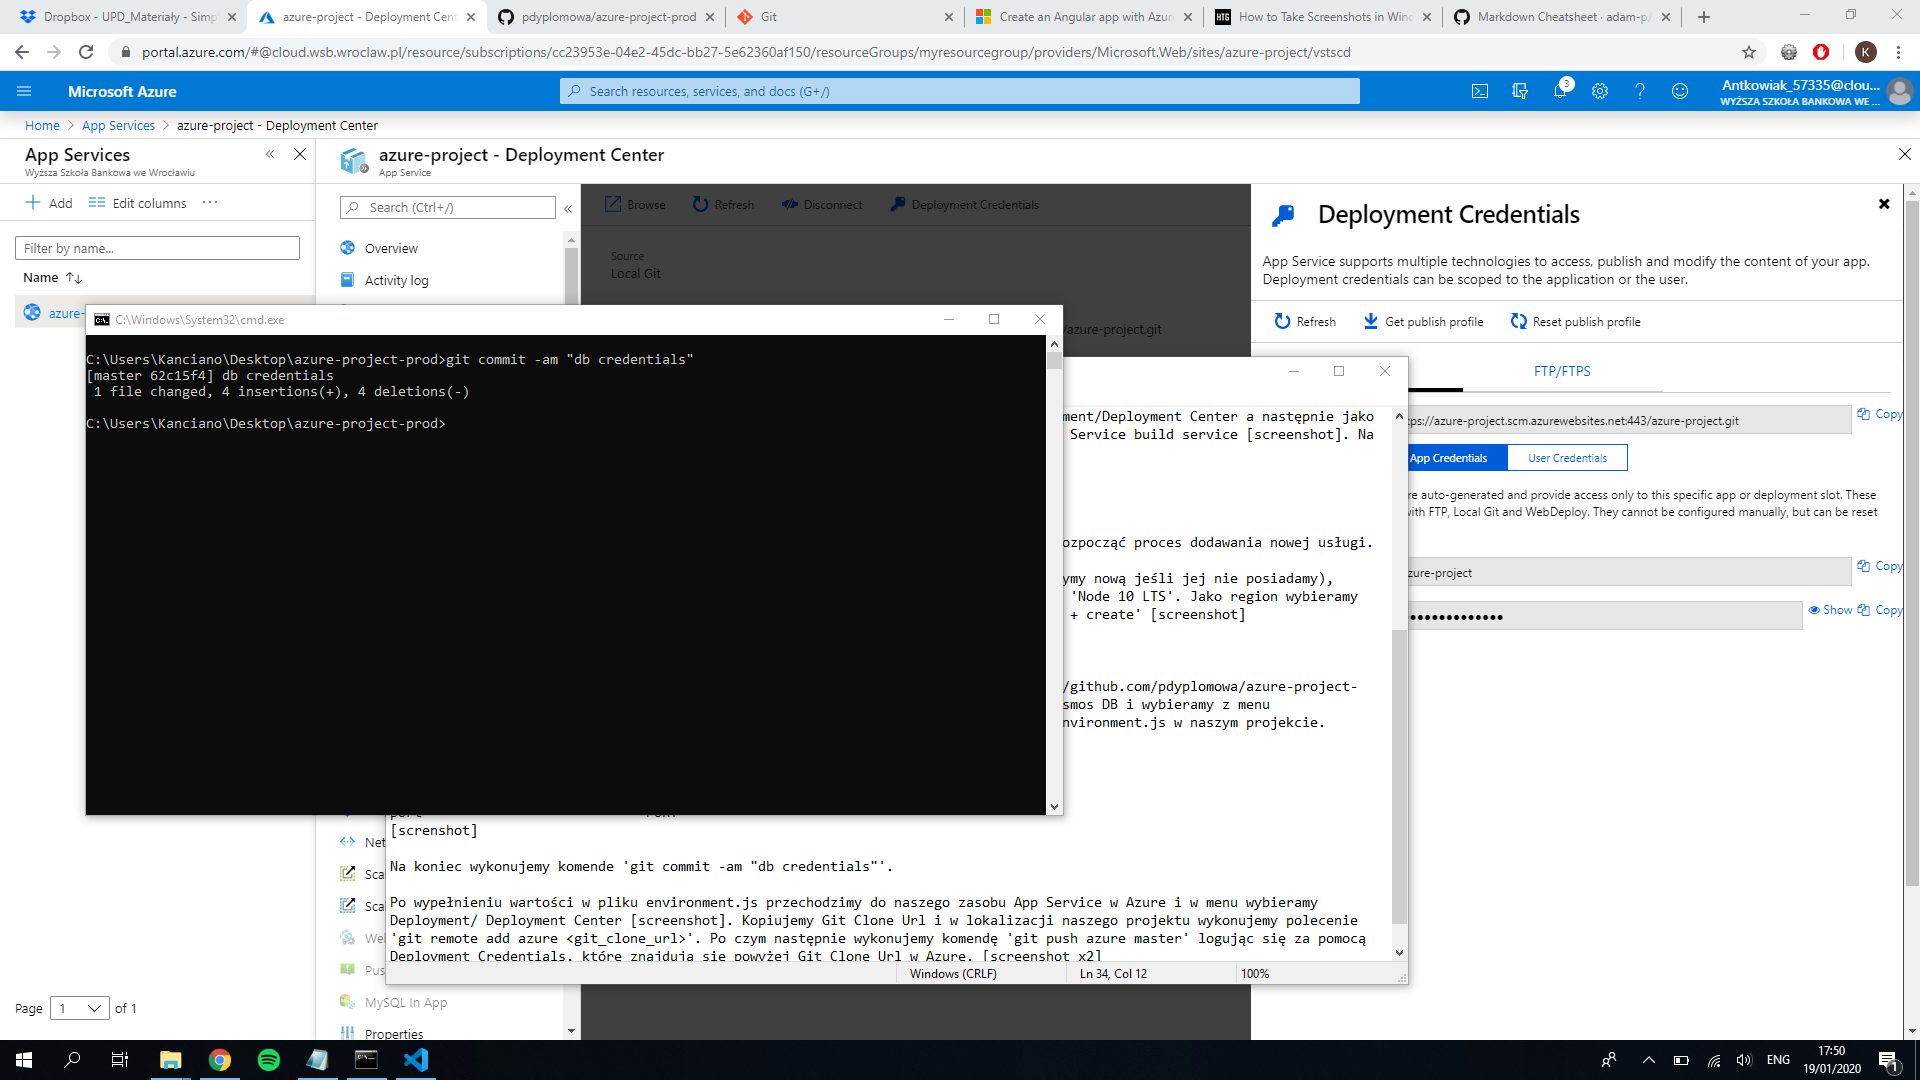 Dropbox - UPD_Materiały - Simp
azure-project - Deployment Cent
pdyplomowa/azure-project-prod
Git
Create an Angular app with Azur
How to Take Screenshots in Wind
Markdown Cheatsheet · adam-p/
portal.azure.com/#@cloud.wsb.wroclaw.pl/resource/subscriptions/cc23953e-04e2-45dc-bb27-5e62360af150/resourceGroups/myresourcegroup/providers/Microsoft.Web/sites/azure-project/vstscd
K
Microsoft Azure
Search resources, services, and docs (G+/)
3
Antkowiak_57335@clou...
WYŻSZA SZKOŁA BANKOWA WE ...
Home > App Services > azure-project - Deployment Center
App Services
Wyższa Szkoła Bankowa we Wrocławiu
Add
Edit columns
Filter by name...
Name
azure-
Page 1 of 1
azure-project - Deployment Center
App Service
Search (Ctrl+/)
Overview
Activity log
Net
Sca
Sca
We
Pus
MySQL In App
Properties
Browse
Refresh
Disconnect
Deployment Credentials
Source
Local Git
/azure-project.git
C:\Windows\System32\cmd.exe
C:\Users\Kanciano\Desktop\azure-project-prod>git commit -am "db credentials"
[master 62c15f4] db credentials
1 file changed, 4 insertions(+), 4 deletions(-)
C:\Users\Kanciano\Desktop\azure-project-prod>
ment/Deployment Center a następnie jako
Service build service [screenshot]. Na
ozpocząć proces dodawania nowej usługi.
ymy nową jeśli jej nie posiadamy),
'Node 10 LTS'. Jako region wybieramy
+ create' [screenshot]
/github.com/pdyplomowa/azure-project-
smos DB i wybieramy z menu
nvironment.js w naszym projekcie.
[screnshot]
Na koniec wykonujemy komende 'git commit -am "db credentials"'.
Po wypełnieniu wartości w pliku environment.js przechodzimy do naszego zasobu App Service w Azure i w menu wybieramy
Deployment/ Deployment Center [screenshot]. Kopiujemy Git Clone Url i w lokalizacji naszego projektu wykonujemy polecenie
'git remote add azure <git_clone_url>'. Po czym następnie wykonujemy komendę 'git push azure master' logując się za pomocą
Deployment Credentials, które znajdują się powyżej Git Clone Url w Azure. [screenshot x2]
Windows (CRLF)
Ln 34, Col 12
100%
Deployment Credentials
App Service supports multiple technologies to access, publish and modify the content of your app.
Deployment credentials can be scoped to the application or the user.
Refresh
Get publish profile
Reset publish profile
FTP/FTPS
tps://azure-project.scm.azurewebsites.net:443/azure-project.git
Copy
App Credentials
User Credentials
re auto-generated and provide access only to this specific app or deployment slot. These
with FTP, Local Git and WebDeploy. They cannot be configured manually, but can be reset
zure-project
Copy
•••••••••••••
Show
Copy
ENG
17:50
19/01/2020
1